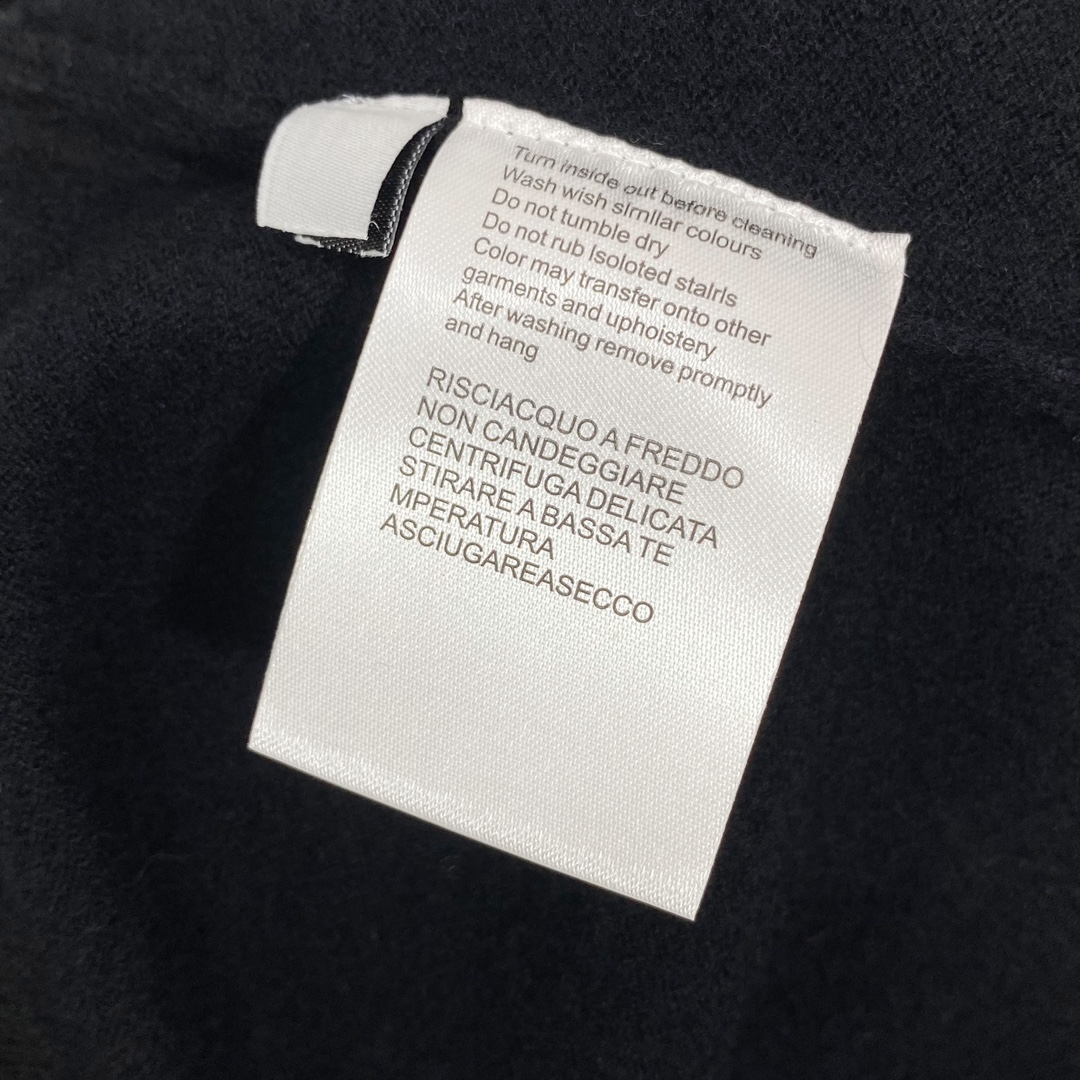 Turn inside out before cleaning
Wash wish simllar colours
Do not tumble dry
Do not rub Isoloted stalrls
Color may transfer onto other
garments and uphoistery
After washing remove promptly
and hang
RISCIACQUO A FREDDO
NON CANDEGGIARE
CENTRIFUGA DELICATA
STIRARE A BASSA TE
MPERATURA
ASCIUGAREASECCO